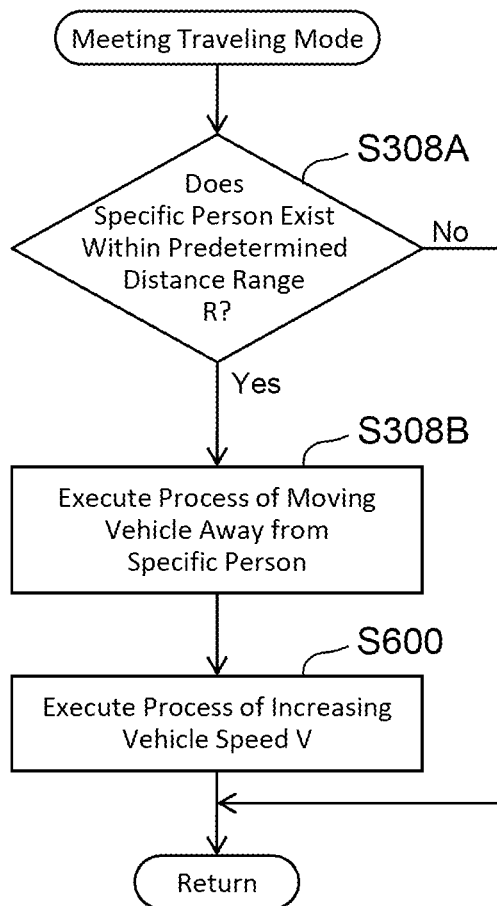 Meeting Traveling Mode
S308A
Does
Specific Person Exist
Within Predetermined
Distance Range
R?
No
Yes
S308B
Execute Process of Moving
Vehicle Away from
Specific Person
S600
Execute Process of Increasing
Vehicle Speed V
Return